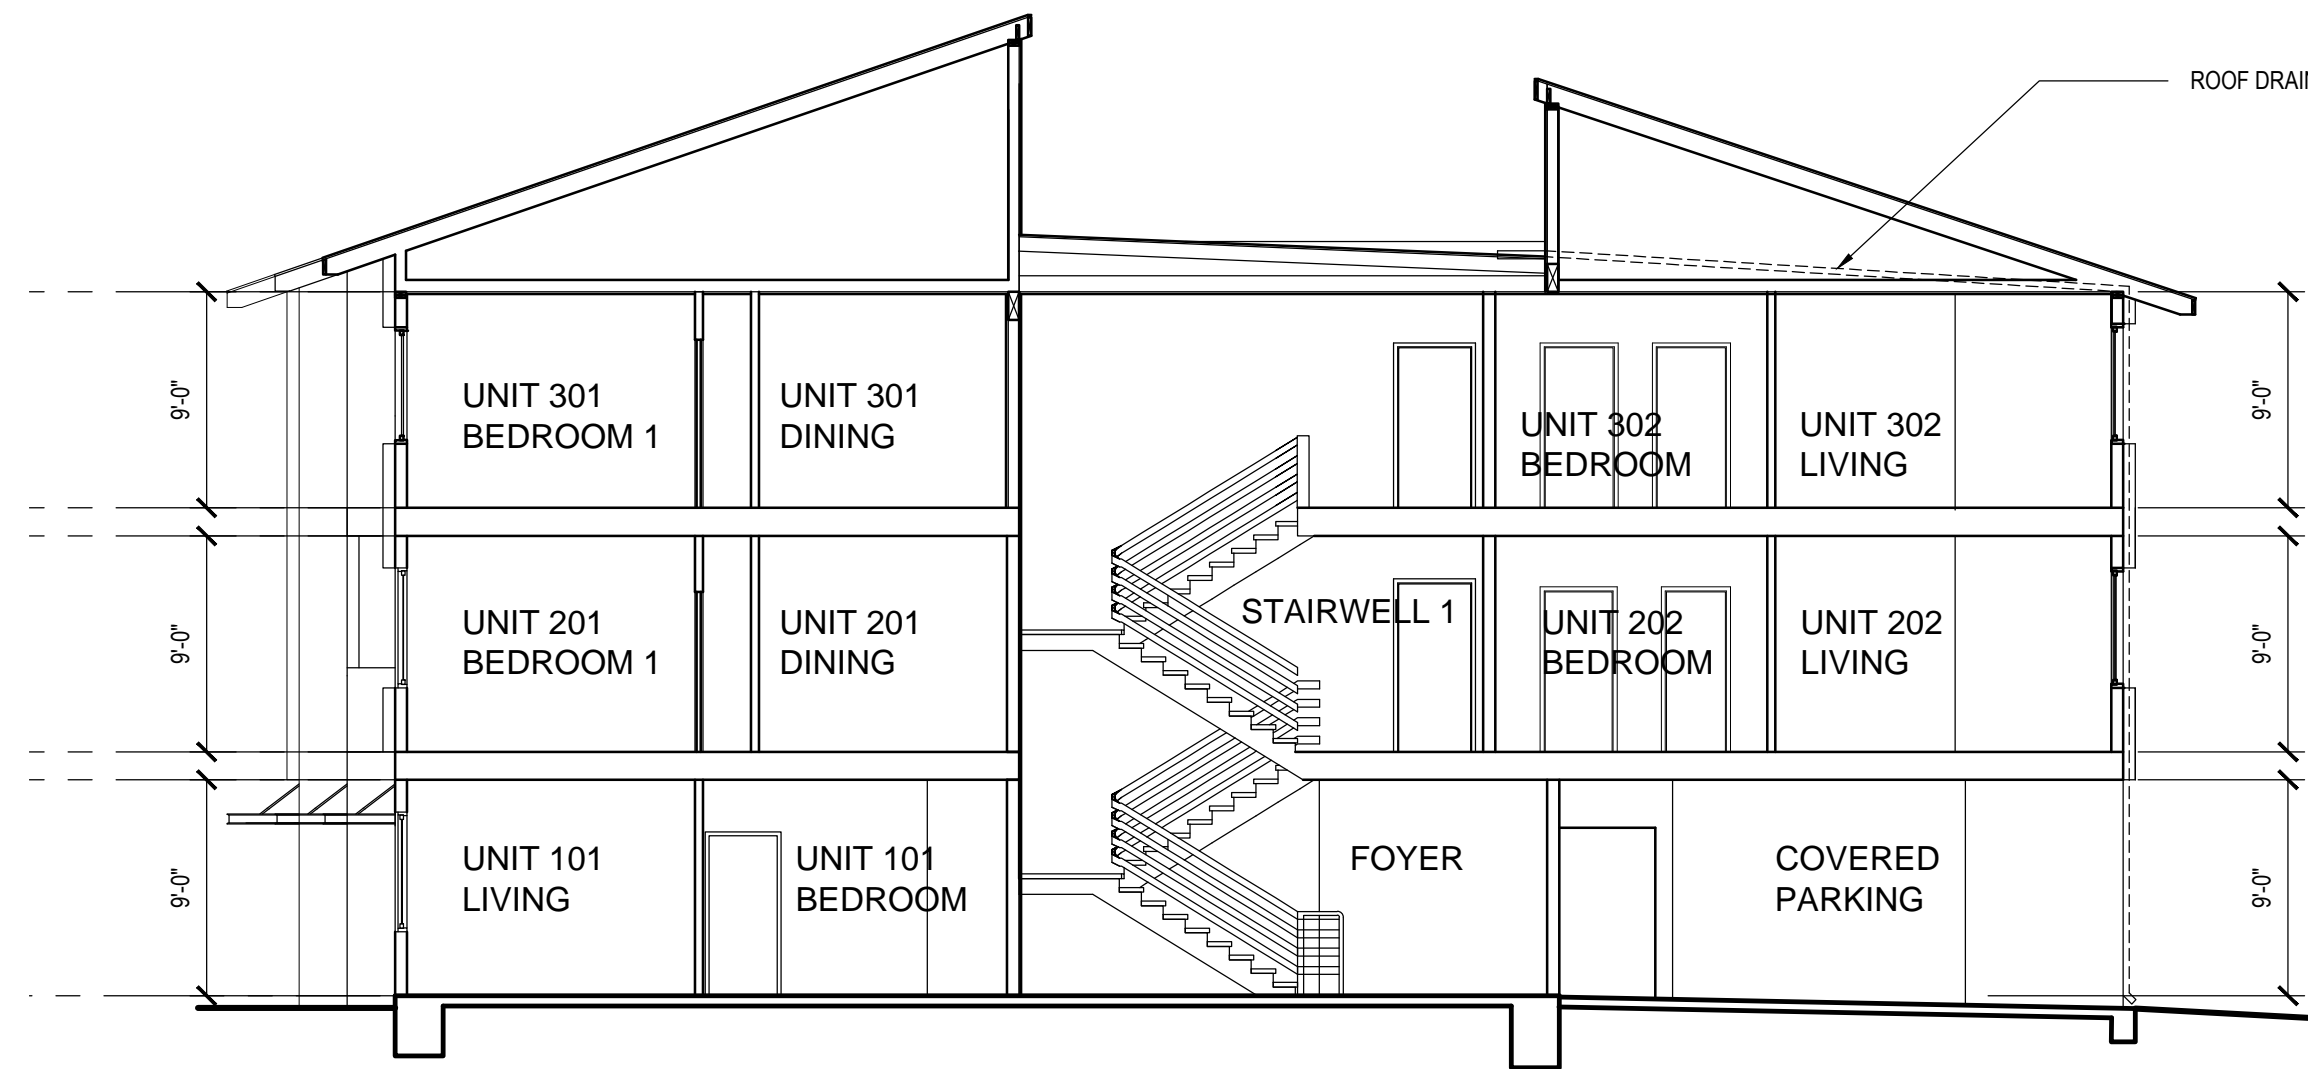 ROOF DRAIN
9'-0"
UNIT 301
BEDROOM 1
UNIT 301
DINING
UNIT 302
BEDROOM
UNIT 302
LIVING
9'-0"
9'-0"
UNIT 201
BEDROOM 1
UNIT 201
DINING
STAIRWELL 1
UNIT 202
BEDROOM
UNIT 202
LIVING
9'-0"
9'-0"
UNIT 101
LIVING
UNIT 101
BEDROOM
FOYER
COVERED
PARKING
9'-0"